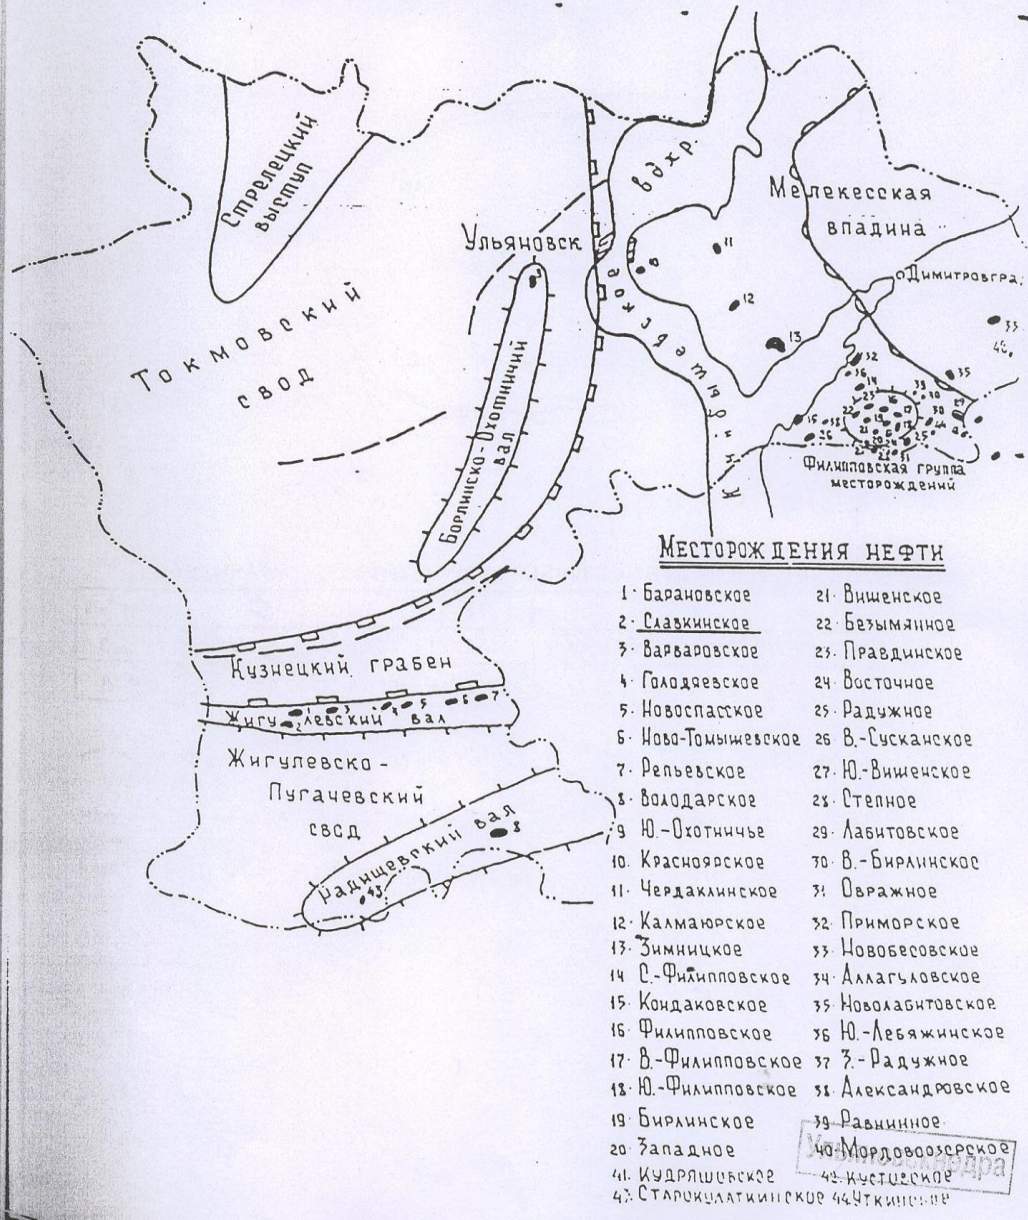 Стрелецкий
выступ
вдхр.
Мелекесская
впадина
Ульяновск
Димитровгра
Токмовский
свод
Борлинско-Охотничий
вал
Филипповская группа
месторождений
Кузнецкий грабен
Жигулевский вал
Жигулевско-
Пугачевский
свод
Радищевский вал
Месторождения нефти
1· Барановское
2· Славкинское
3· Варваровское
4· Голодяевское
5· Новоспасское
6· Ново-Томышевское
7· Репьевское
8· Володарское
9 Ю.-Охотничье
10· Красноярское
11· Чердаклинское
12· Калмаюрское
13· Зимницкое
14 С.-Филипповское
15· Кондаковское
16· Филипповское
17· В.-Филипповское
18· Ю.-Филипповское
19· Бирлинское
20· Западное
41. Кудряшовское
43. Старокулаткинское
21· Вишенское
22· Безымянное
23· Правдинское
24· Восточное
25· Радужное
26· В.-Сусканское
27· Ю.-Вишенское
28· Степное
29· Лабитовское
30· В.-Бирлинское
31 Овражное
32· Приморское
33· Новобесовское
34· Аллагуловское
35· Новолабитовское
36 Ю.-Лебяжинское
37 З.-Радужное
38· Александровское
39 Равнинное
40· Мордовоозерское
44 Уткинское
Ульяновскнедра